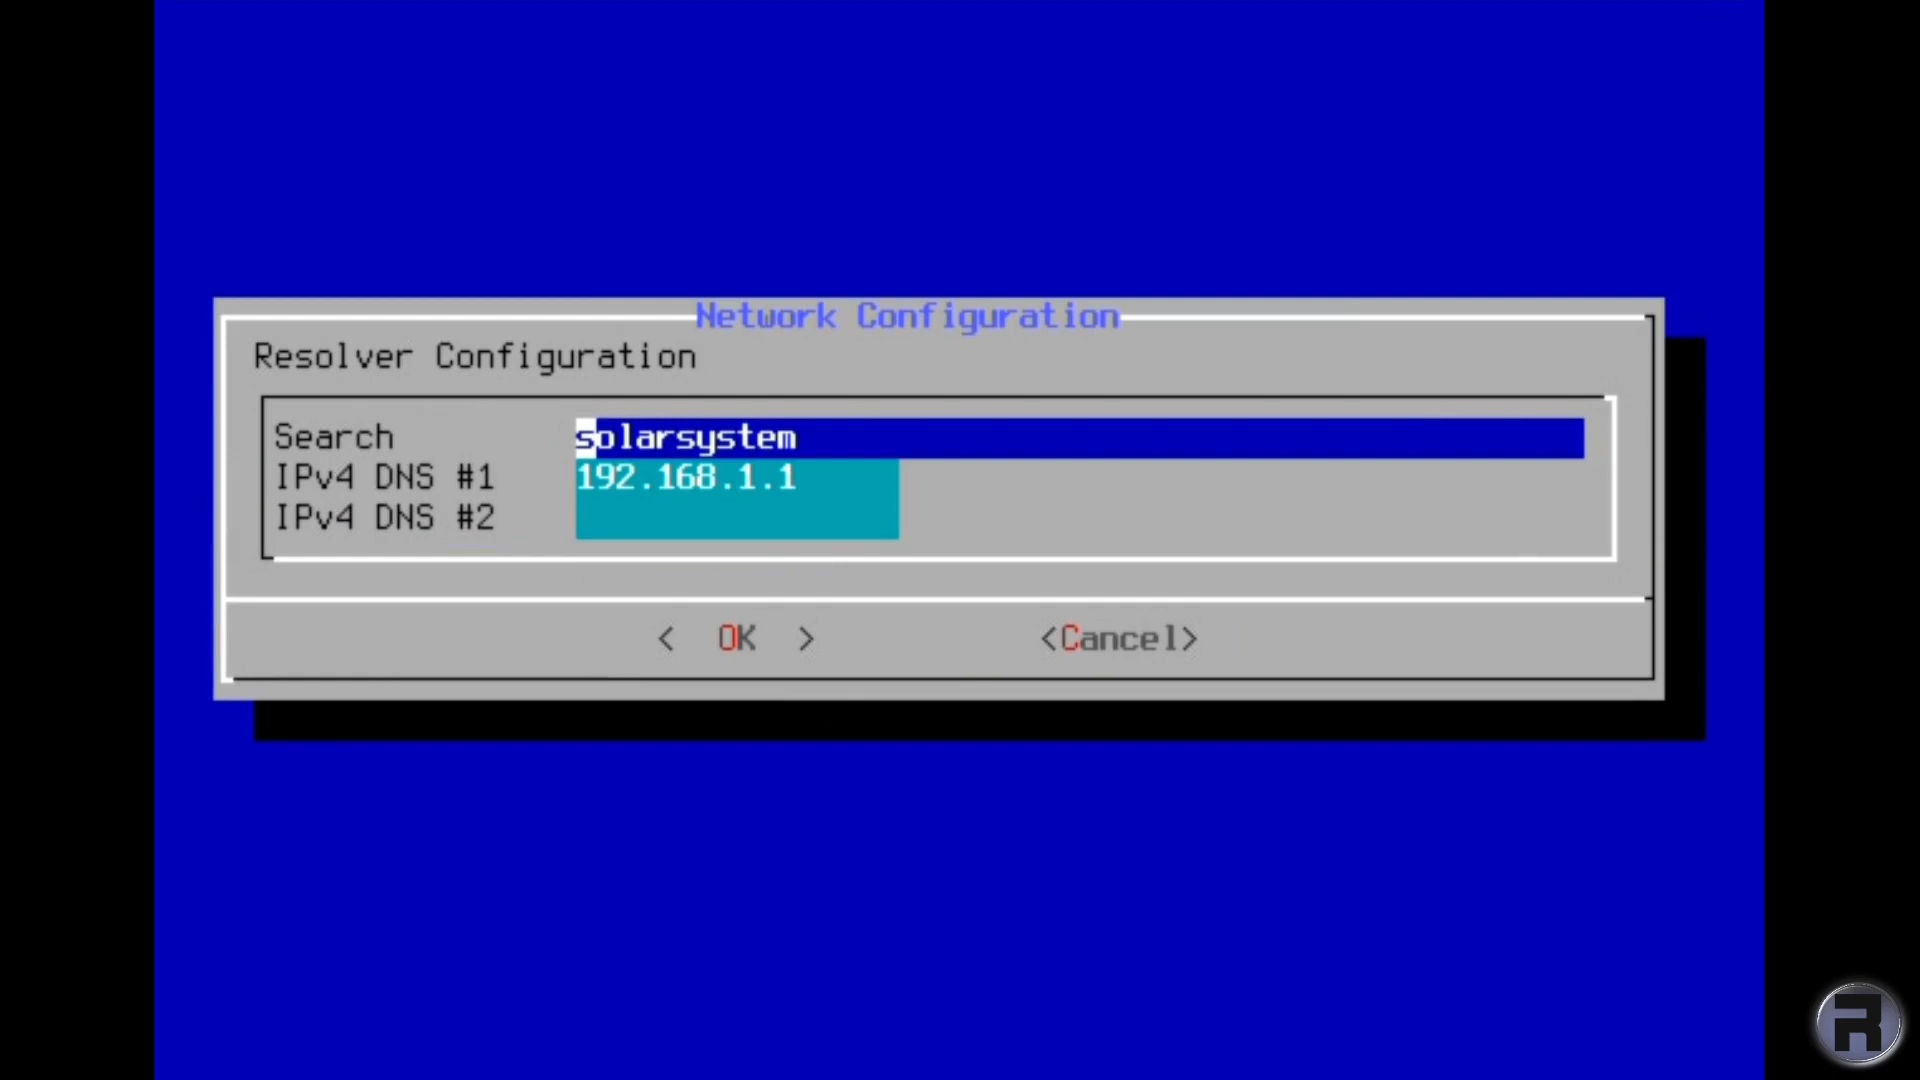 Network Configuration
Resolver Configuration
Search solarsystem
IPv4 DNS #1 192.168.1.1
IPv4 DNS #2
< OK > <Cancel>
R